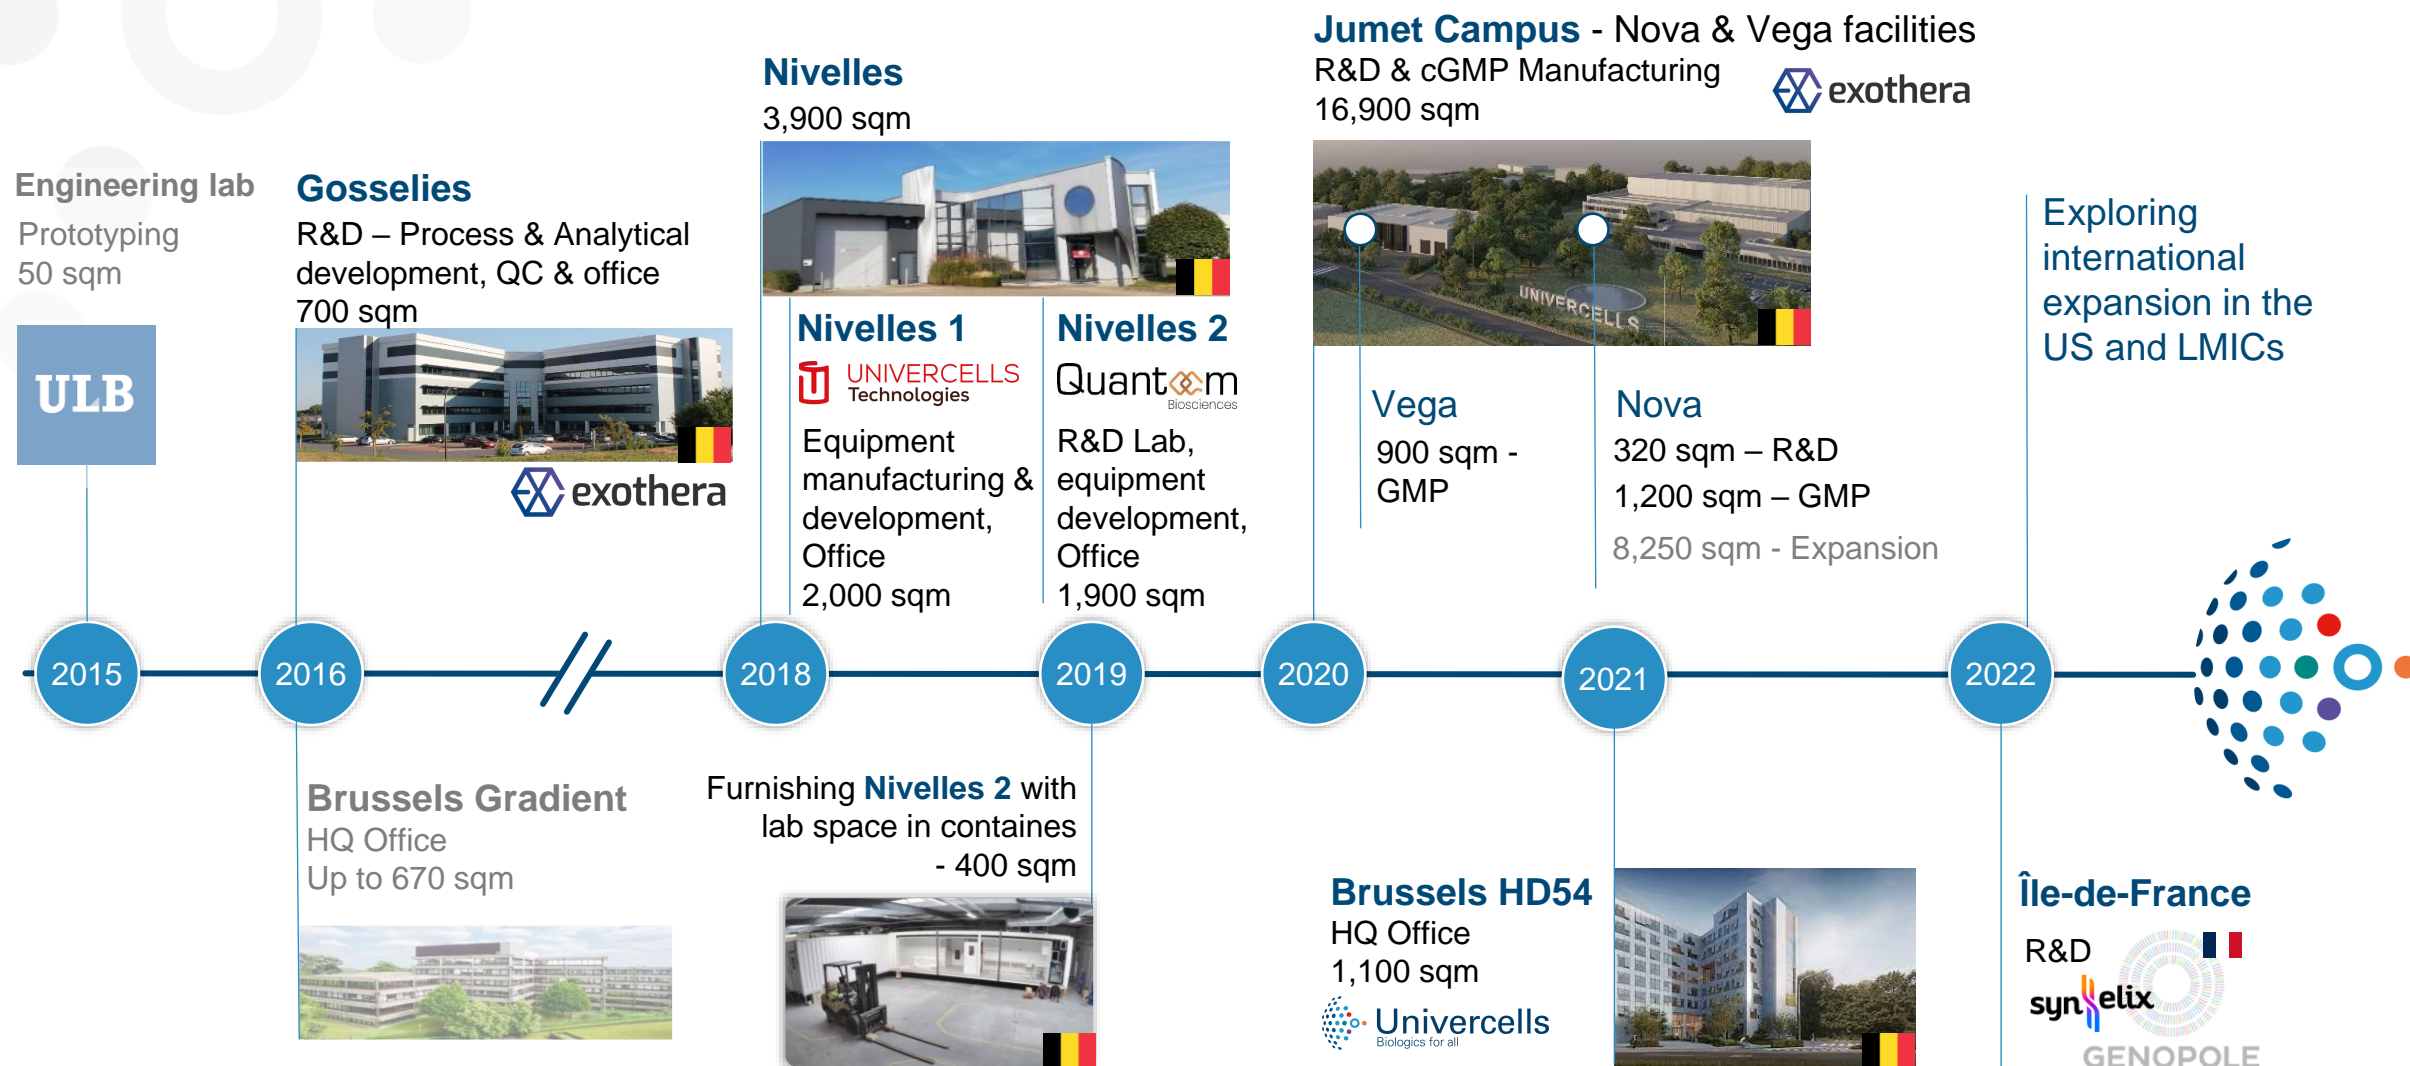 Engineering lab
Prototyping
50 sqm
ULB
Gosselies
R&D – Process & Analytical
development, QC & office
700 sqm
exothera
Nivelles
3,900 sqm
Nivelles 1
UNIVERCELLS
Technologies
Equipment
manufacturing &
development,
Office
2,000 sqm
Nivelles 2
Quantoom
Biosciences
R&D Lab,
equipment
development,
Office
1,900 sqm
Jumet Campus - Nova & Vega facilities
R&D & cGMP Manufacturing
16,900 sqm
exothera
UNIVERCELLS
Vega
900 sqm -
GMP
Nova
320 sqm – R&D
1,200 sqm – GMP
8,250 sqm - Expansion
Exploring
international
expansion in the
US and LMICs
2015
2016
2018
2019
2020
2021
2022
Brussels Gradient
HQ Office
Up to 670 sqm
Furnishing Nivelles 2 with
lab space in containes
- 400 sqm
Brussels HD54
HQ Office
1,100 sqm
Univercells
Biologics for all
Île-de-France
R&D
synhelix
GENOPOLE